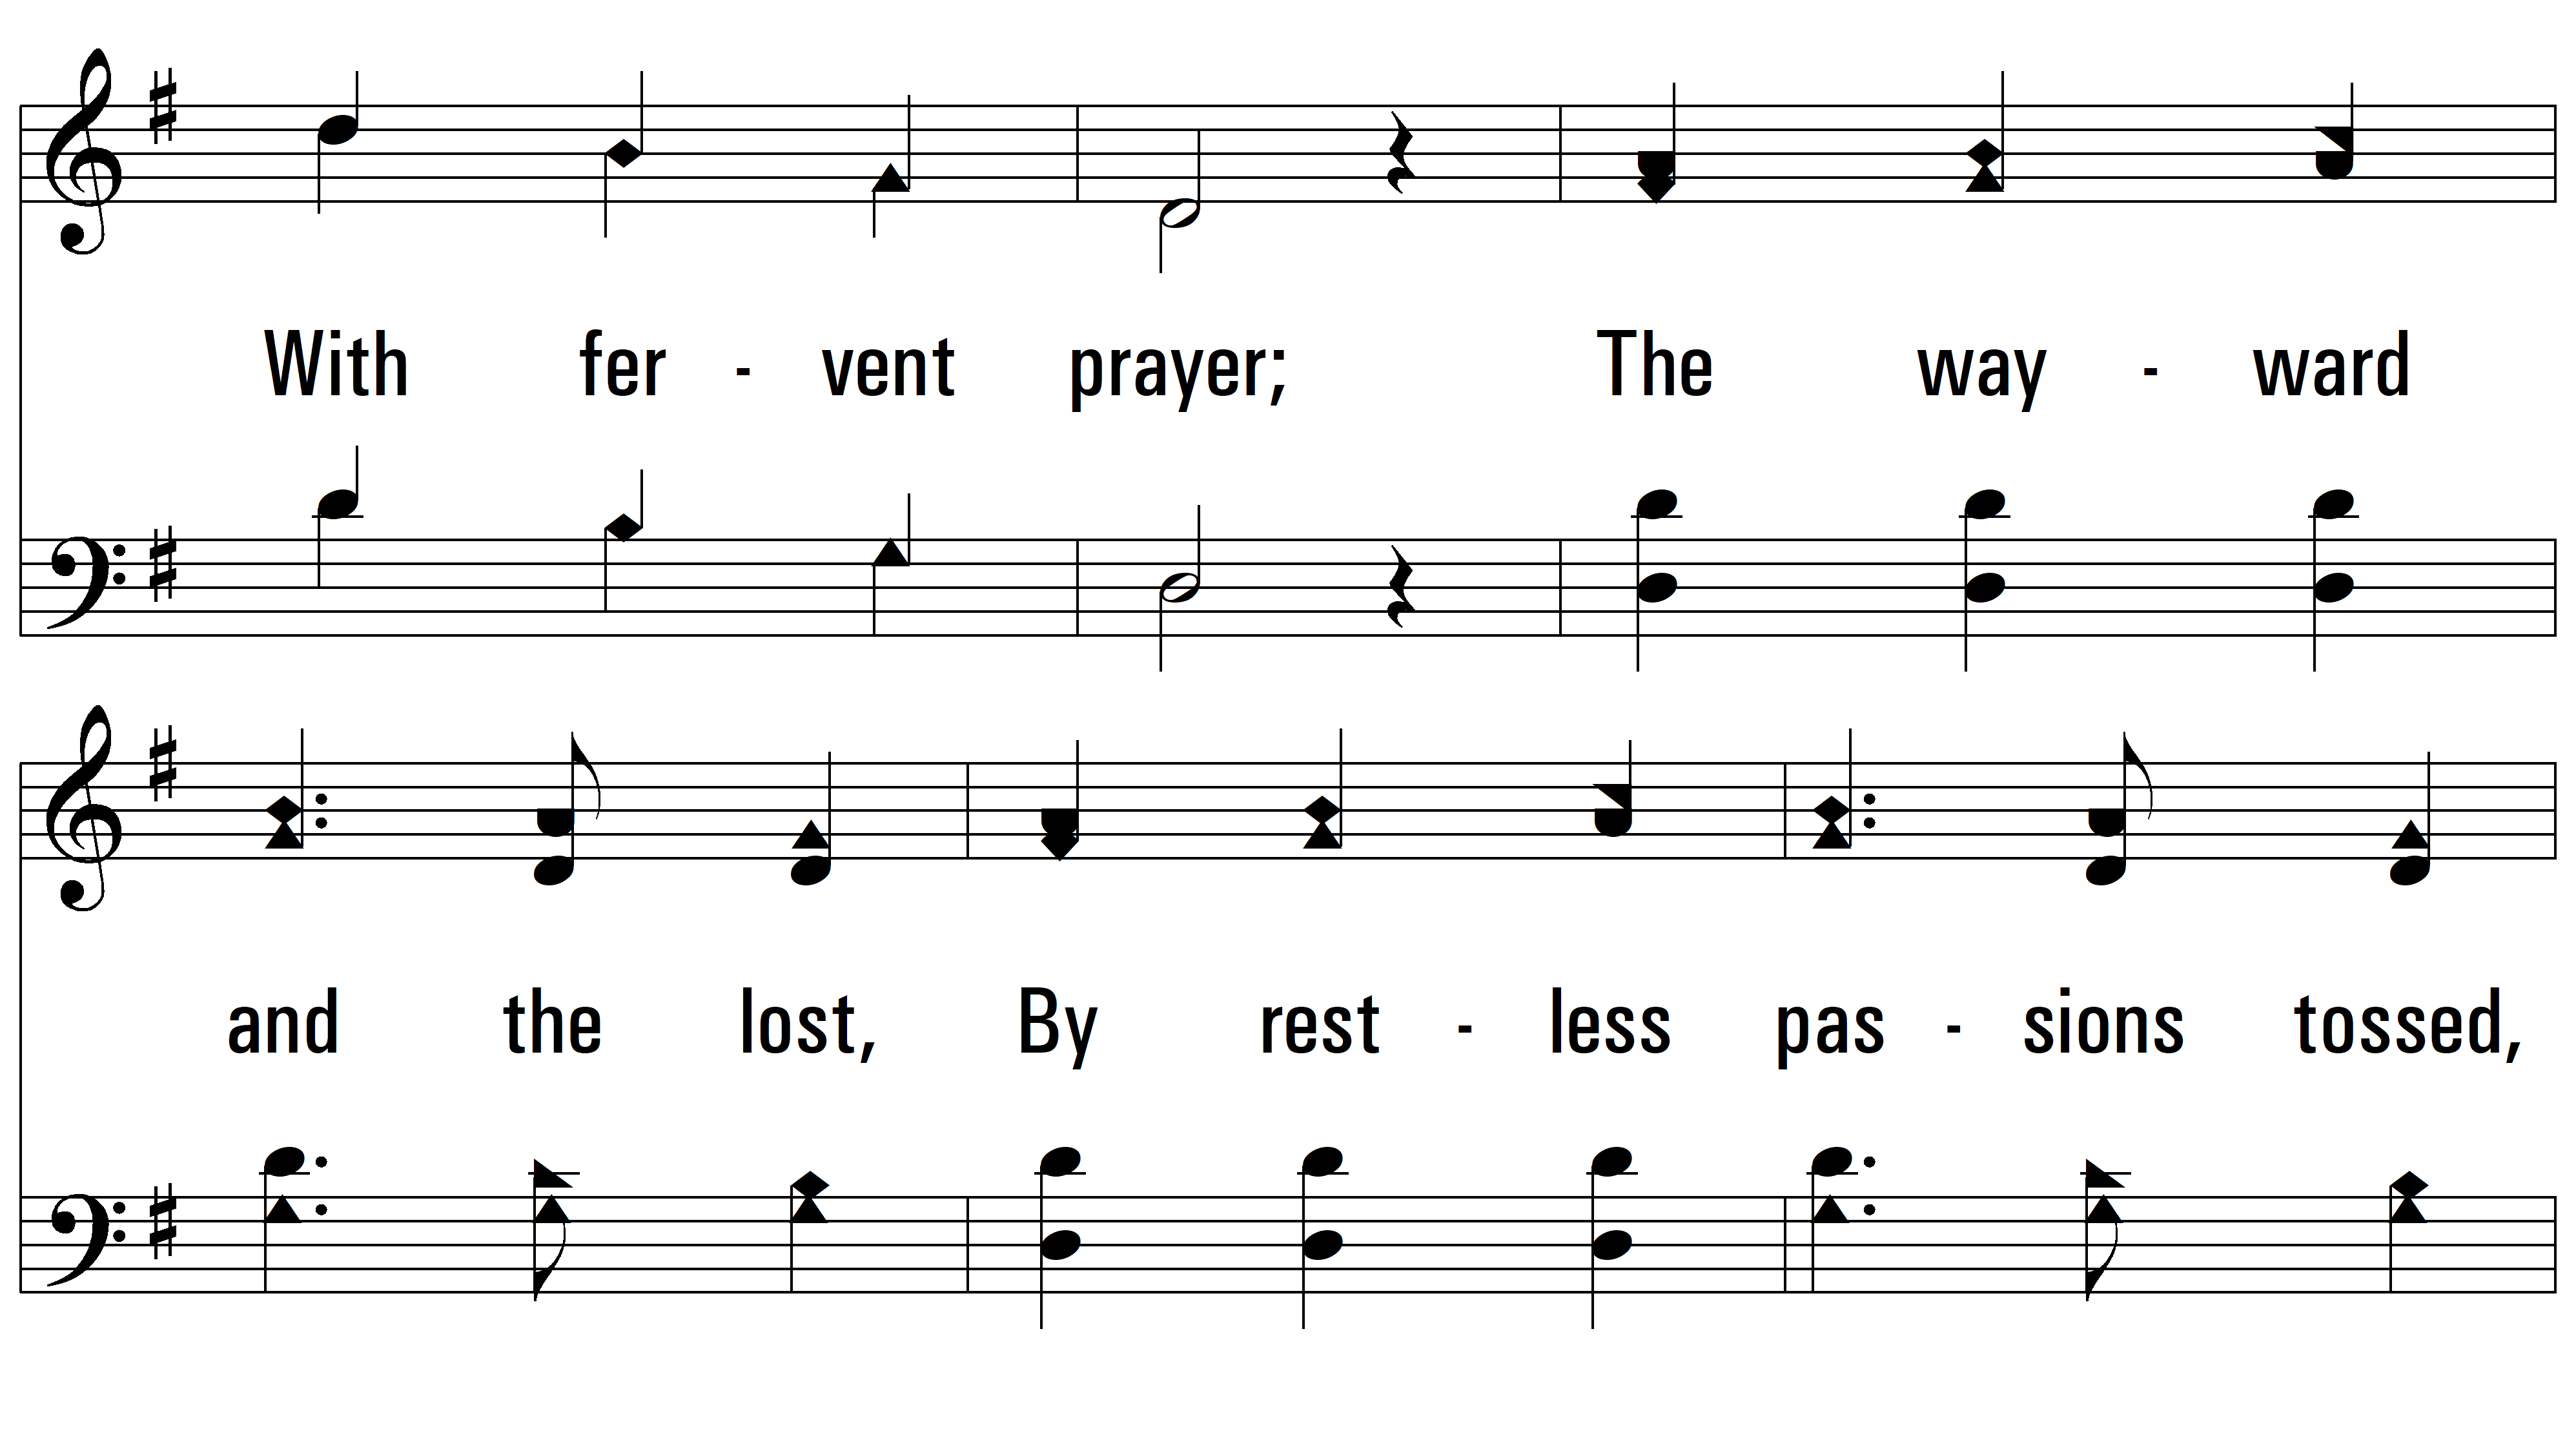 With fer - vent prayer; The way - ward
and the lost, By rest - less pas - sions tossed,